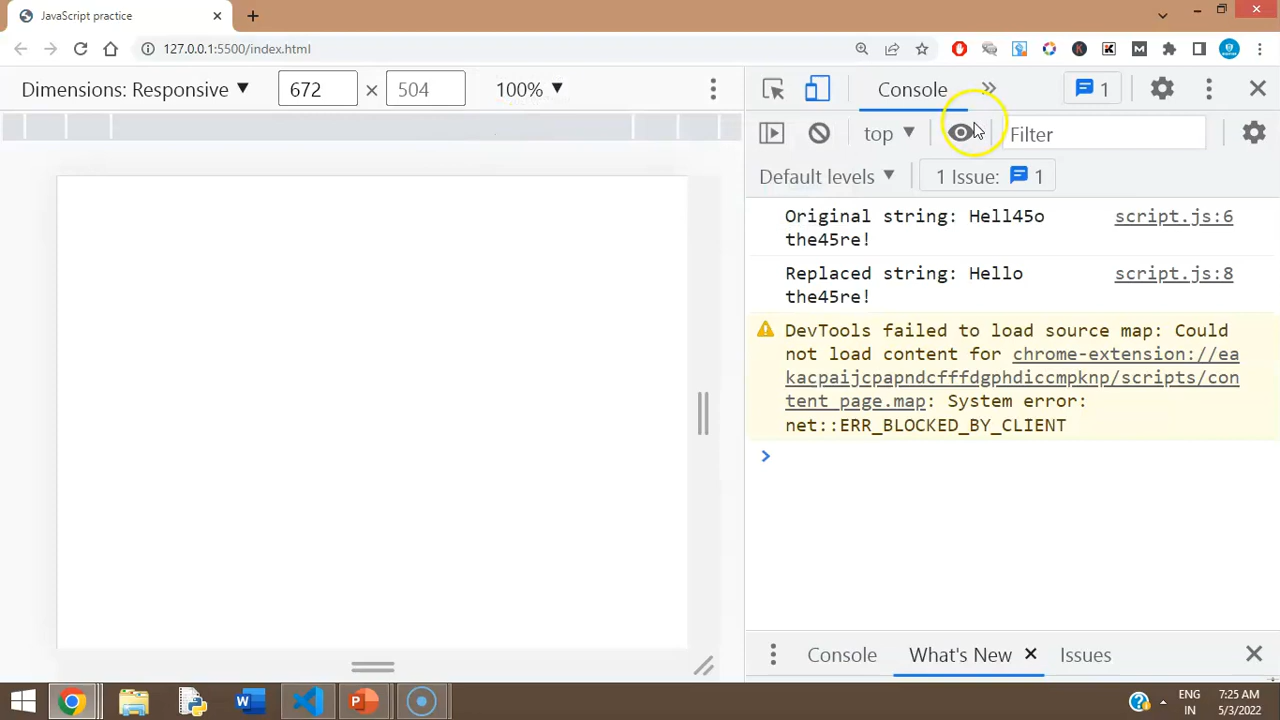 JavaScript practice
127.0.0.1:5500/index.html
Dimensions: Responsive 672 × 504 100%
Console » 1
top Filter
Default levels 1 Issue: 1
Original string: Hell45o script.js:6
the45re!
Replaced string: Hello script.js:8
the45re!
DevTools failed to load source map: Could
not load content for chrome-extension://ea
kacpaijcpapndcfffdgphdiccmpknp/scripts/con
tent_page.map: System error:
net::ERR_BLOCKED_BY_CLIENT
Console What's New Issues
ENG 7:25 AM
IN 5/3/2022